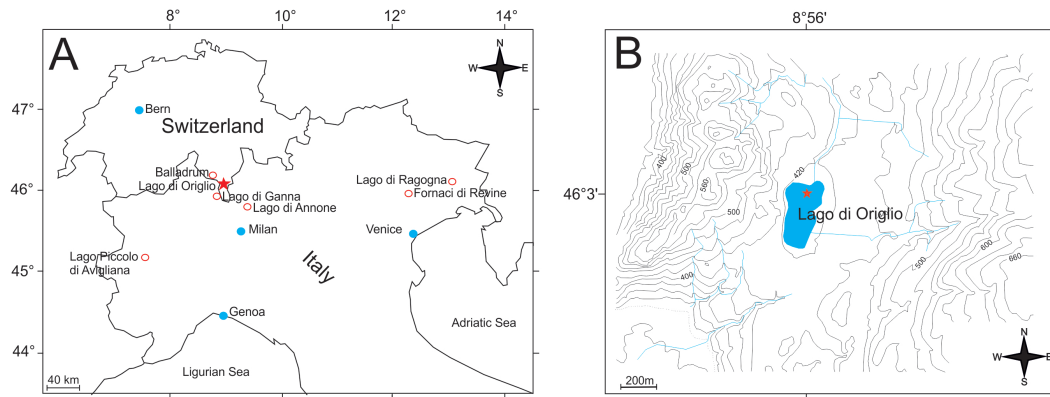 8°
10°
12°
14°
A
N
W
E
S
47°
Bern
Switzerland
Balladrum
Lago di Origlio
Lago di Ganna
Lago di Annone
46°
Lago di Ragogna
Fornaci di Revine
Milan
Venice
Italy
45°
Lago Piccolo
di Avigliana
Genoa
44°
Adriatic Sea
Ligurian Sea
40 km
8°56'
B
400
500
560
420
46°3'
500
Lago di Origlio
400
500
600
660
N
W
E
S
200m